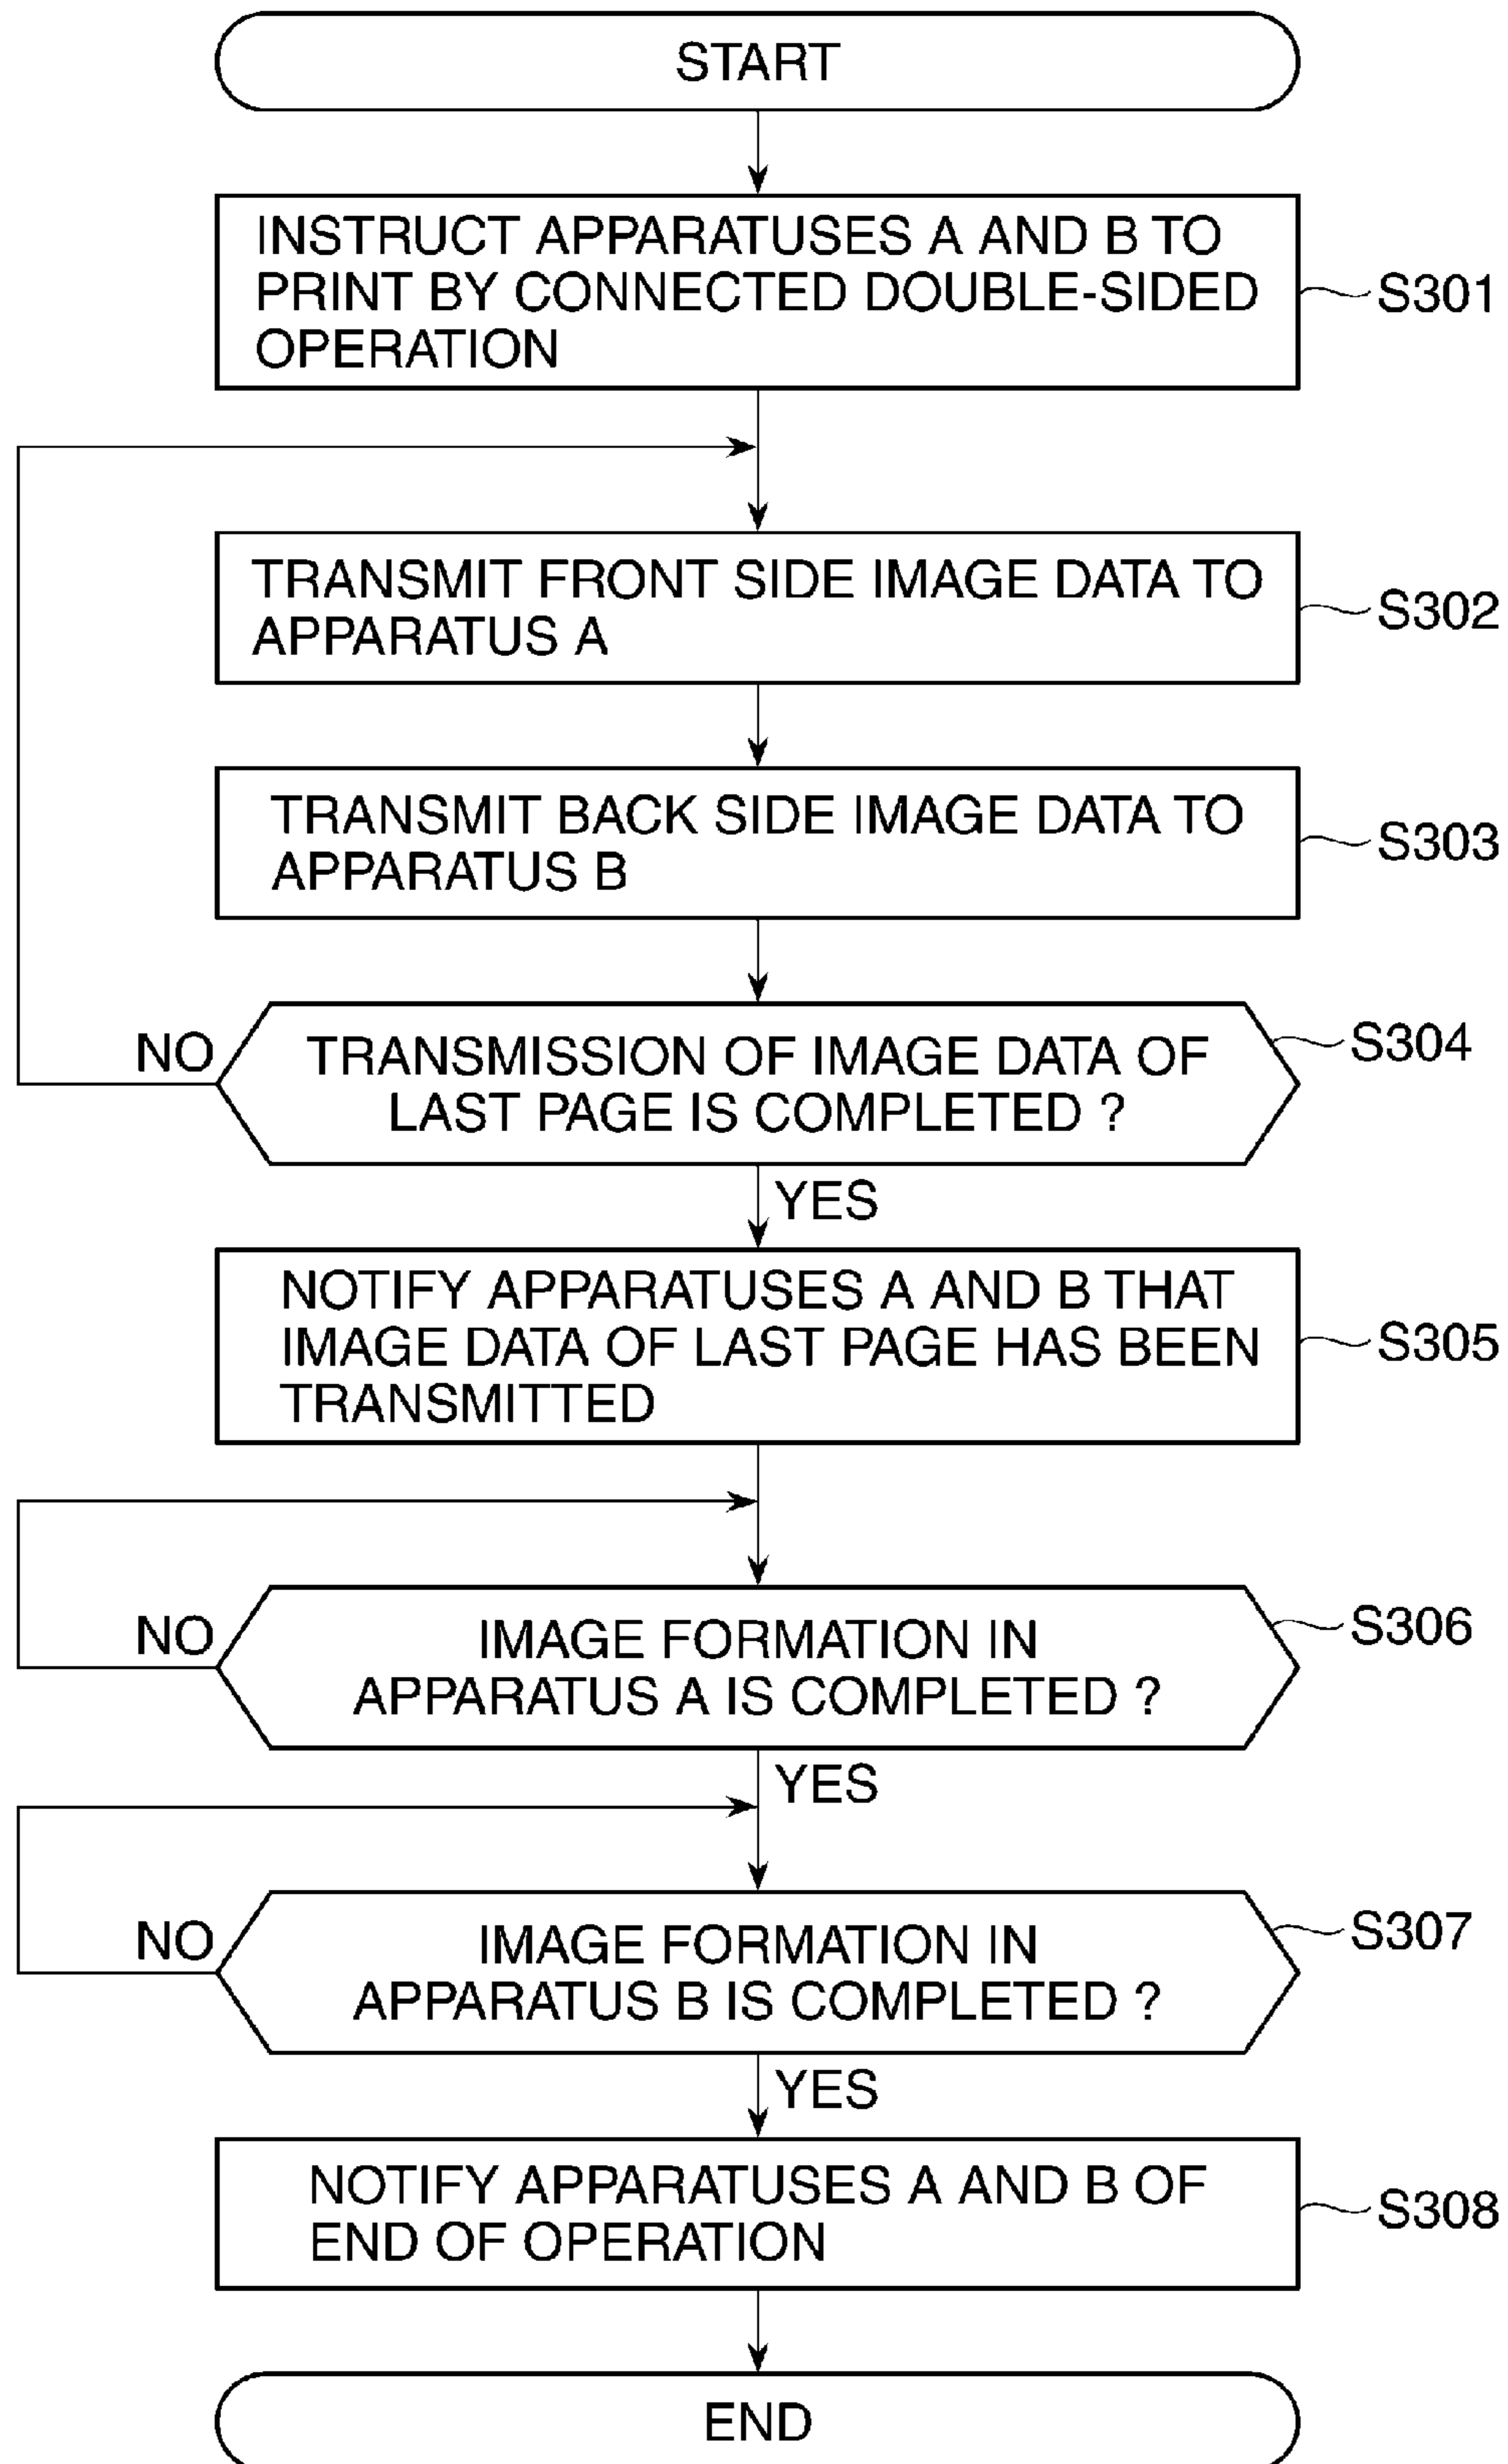 START
INSTRUCT APPARATUSES A AND B TO
PRINT BY CONNECTED DOUBLE-SIDED
OPERATION
S301
TRANSMIT FRONT SIDE IMAGE DATA TO
APPARATUS A
S302
TRANSMIT BACK SIDE IMAGE DATA TO
APPARATUS B
S303
NO
TRANSMISSION OF IMAGE DATA OF
LAST PAGE IS COMPLETED ?
S304
YES
NOTIFY APPARATUSES A AND B THAT
IMAGE DATA OF LAST PAGE HAS BEEN
TRANSMITTED
S305
NO
IMAGE FORMATION IN
APPARATUS A IS COMPLETED ?
S306
YES
NO
IMAGE FORMATION IN
APPARATUS B IS COMPLETED ?
S307
YES
NOTIFY APPARATUSES A AND B OF
END OF OPERATION
S308
END